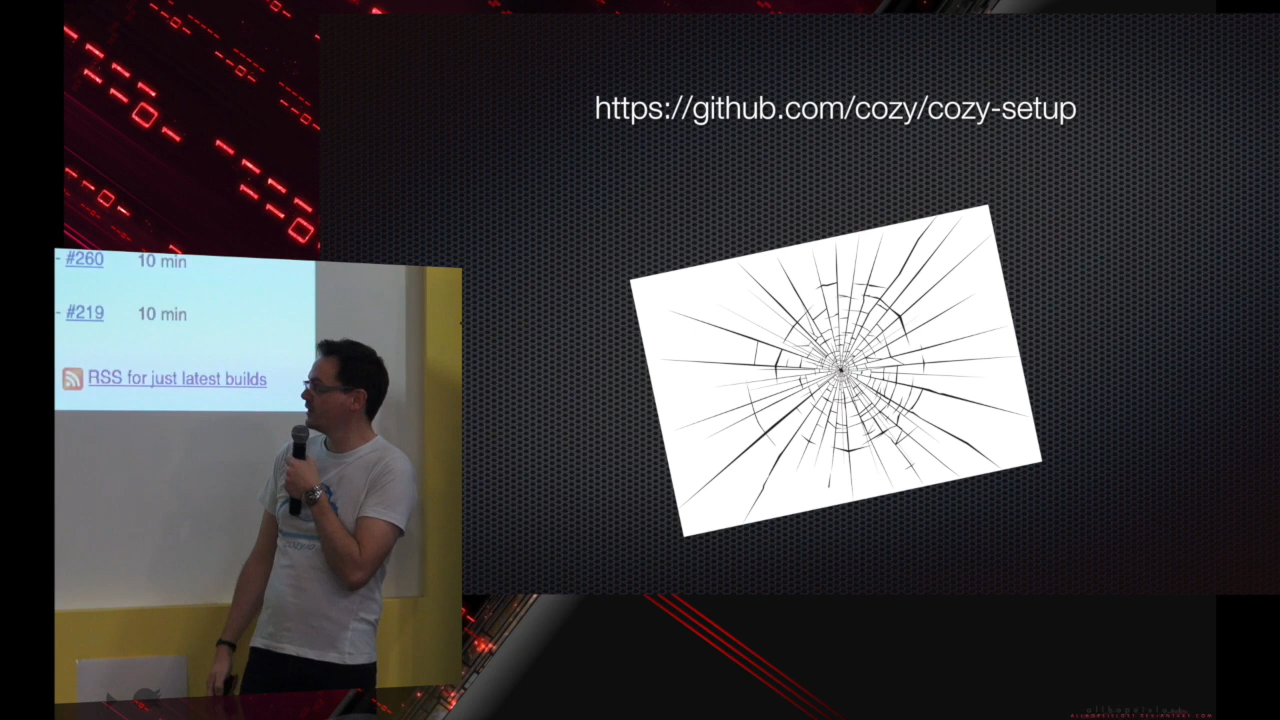 https://github.com/cozy/cozy-setup
- #260 10 min
- #219 10 min
RSS for just latest builds